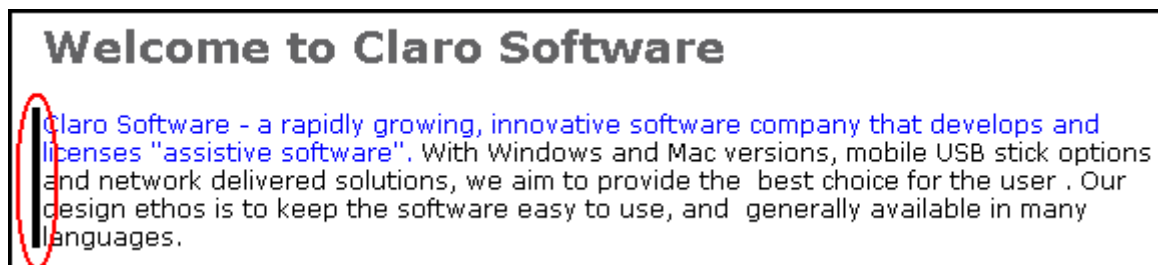 Welcome to Claro Software
Claro Software - a rapidly growing, innovative software company that develops and
licenses "assistive software". With Windows and Mac versions, mobile USB stick options
and network delivered solutions, we aim to provide the  best choice for the user . Our
design ethos is to keep the software easy to use, and  generally available in many
languages.